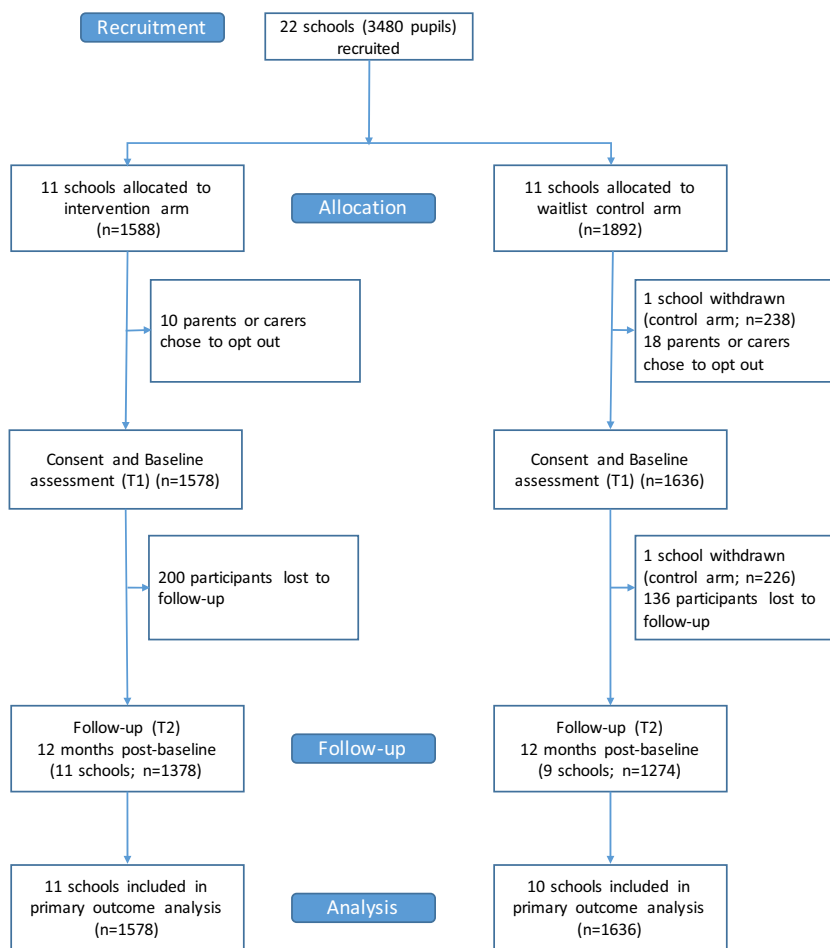 Recruitment
22 schools (3480 pupils)
recruited
11 schools allocated to
intervention arm
(n=1588)
Allocation
11 schools allocated to
waitlist control arm
(n=1892)
10 parents or carers
chose to opt out
1 school withdrawn
(control arm; n=238)
18 parents or carers
chose to opt out
Consent and Baseline
assessment (T1) (n=1578)
Consent and Baseline
assessment (T1) (n=1636)
200 participants lost to
follow-up
1 school withdrawn
(control arm; n=226)
136 participants lost to
follow-up
Follow-up (T2)
12 months post-baseline
(11 schools; n=1378)
Follow-up
Follow-up (T2)
12 months post-baseline
(9 schools; n=1274)
11 schools included in
primary outcome analysis
(n=1578)
Analysis
10 schools included in
primary outcome analysis
(n=1636)